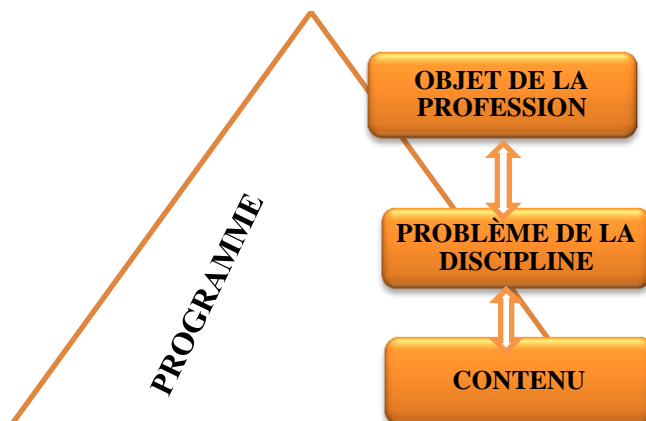 OBJET DE LA
PROFESSION
PROGRAMME
PROBLÈME DE LA
DISCIPLINE
CONTENU